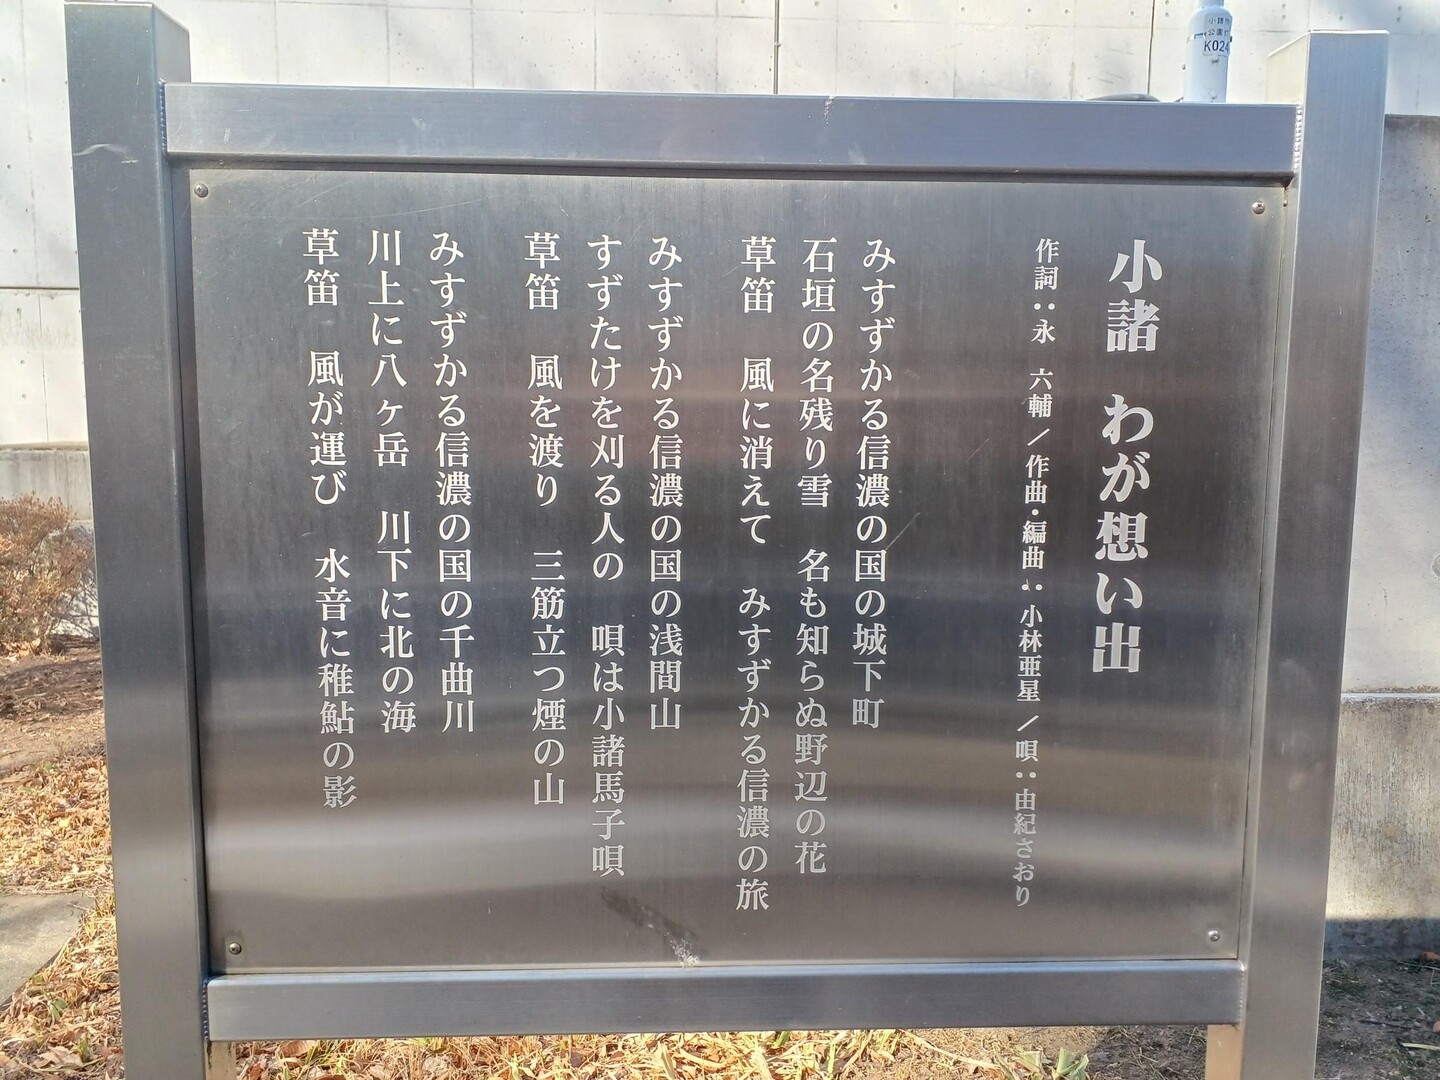 小諸　わが想い出
作詞：永　六輔／作曲・編曲：小林亜星／唄：由紀さおり
みすずかる信濃の国の城下町
石垣の名残り雪　名も知らぬ野辺の花
草笛　風に消えて　みすずかる信濃の旅
みすずかる信濃の国の浅間山
すずたけを刈る人の　唄は小諸馬子唄
草笛　風を渡り　三筋立つ煙の山
みすずかる信濃の国の千曲川
川上に八ヶ岳　川下に北の海
草笛　風が運び　水音に稚鮎の影
K024